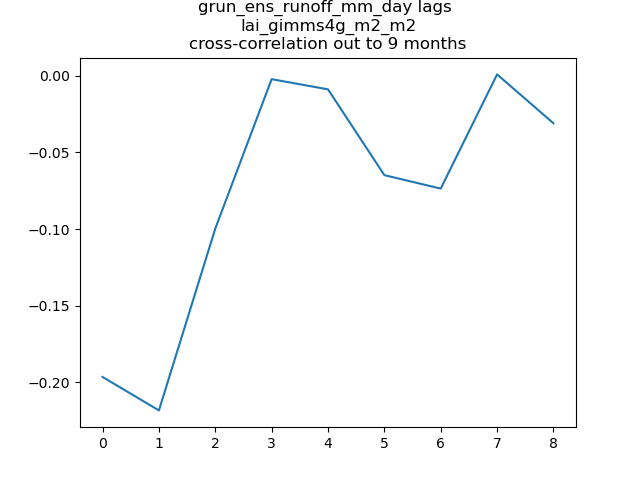 grun_ens_runoff_mm_day lags
lai_gimms4g_m2_m2
cross-correlation out to 9 months
0.00
−0.05
−0.10
−0.15
−0.20
0 1 2 3 4 5 6 7 8